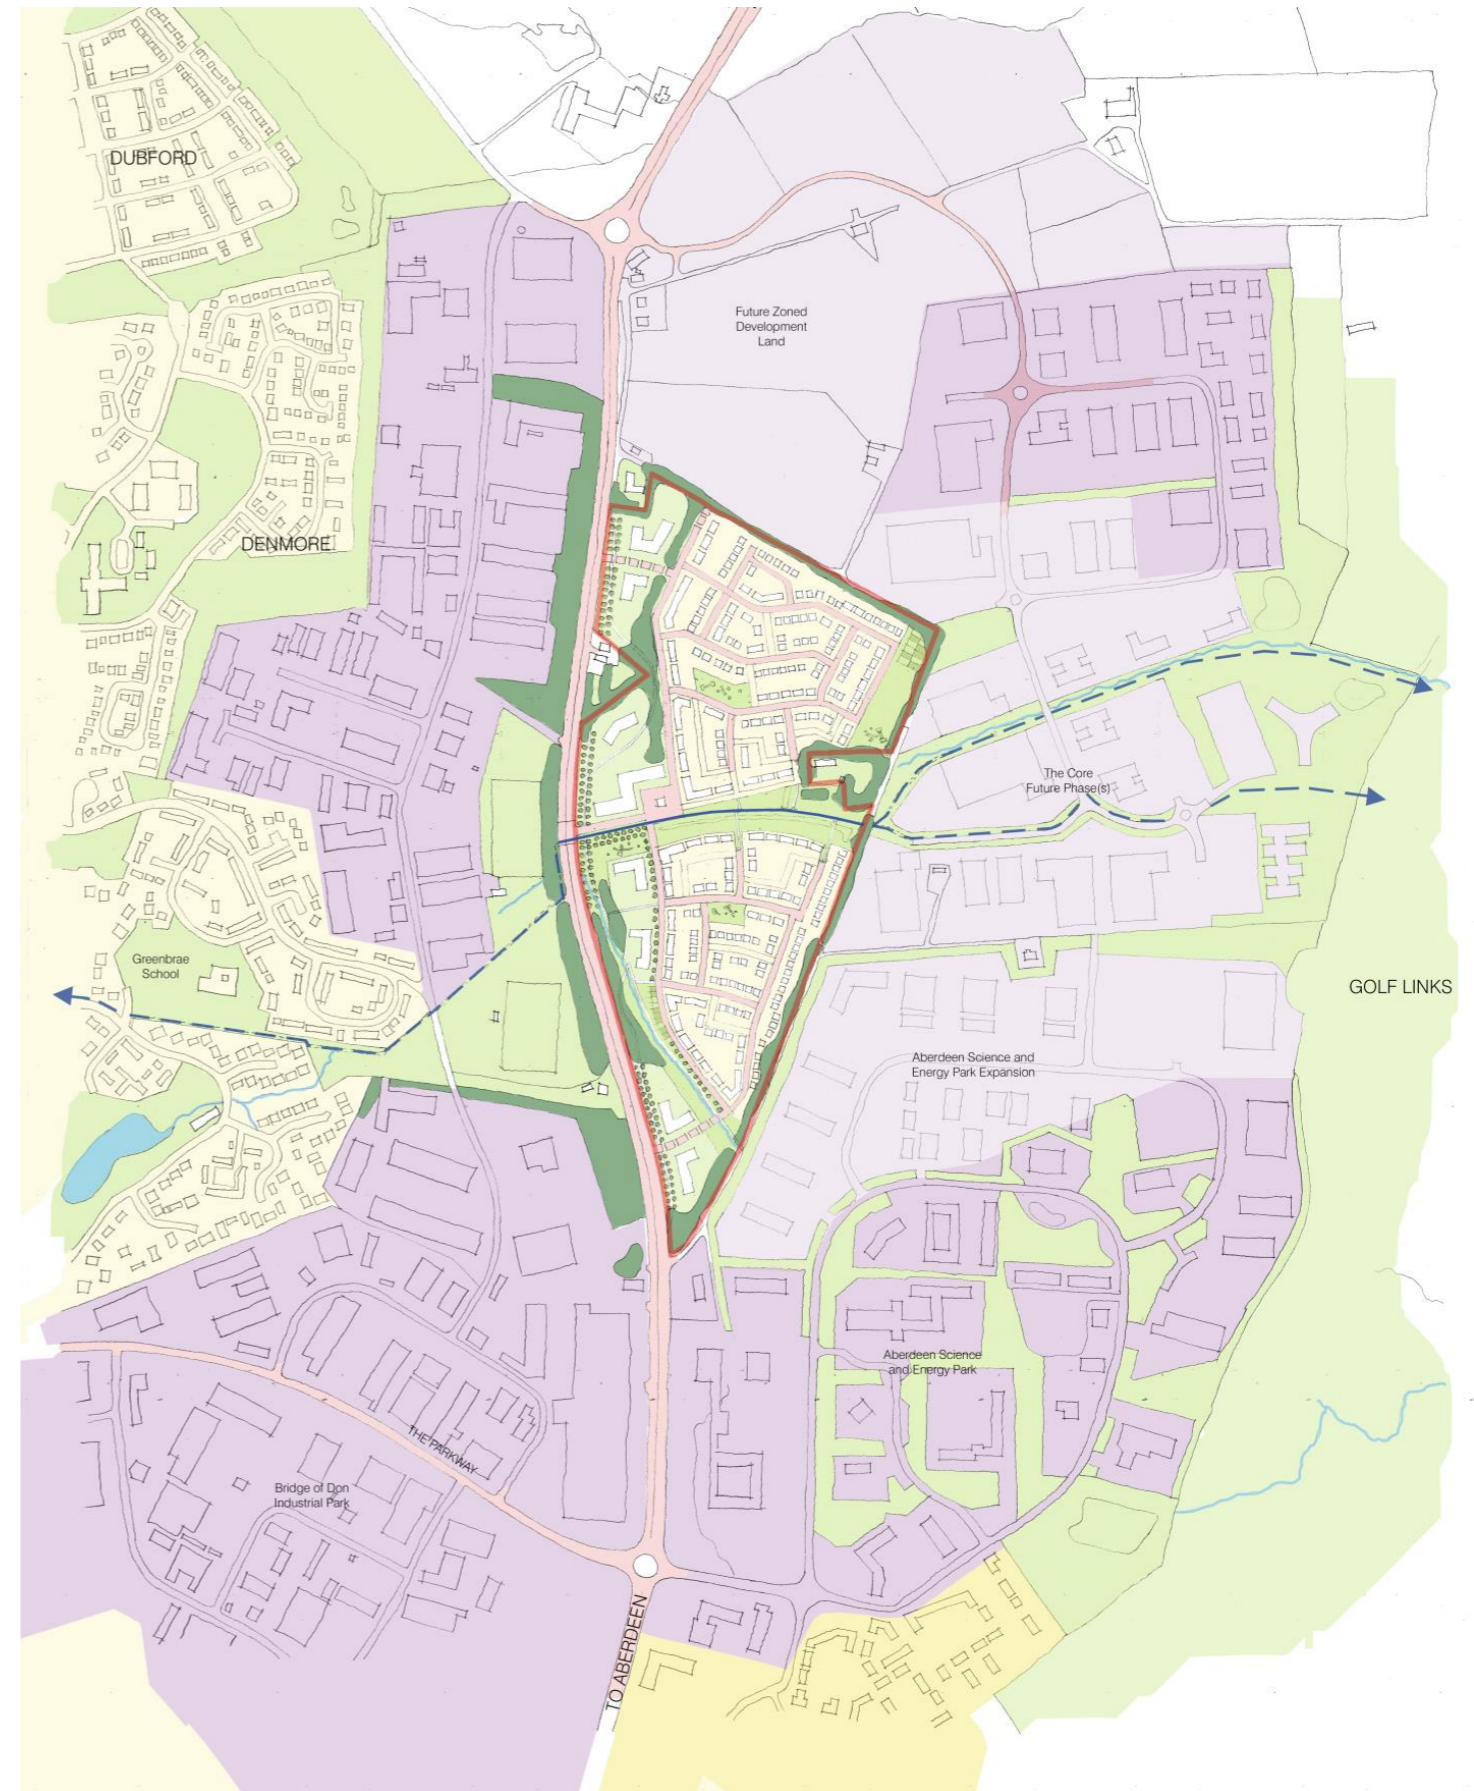 DUBFORD
Future Zoned
Development
Land
DENMORE
The Core
Future Phase(s)
Greenbrae
School
GOLF LINKS
Aberdeen Science and
Energy Park Expansion
Aberdeen Science
and Energy Park
THE PARKWAY
Bridge of Don
Industrial Park
TO ABERDEEN